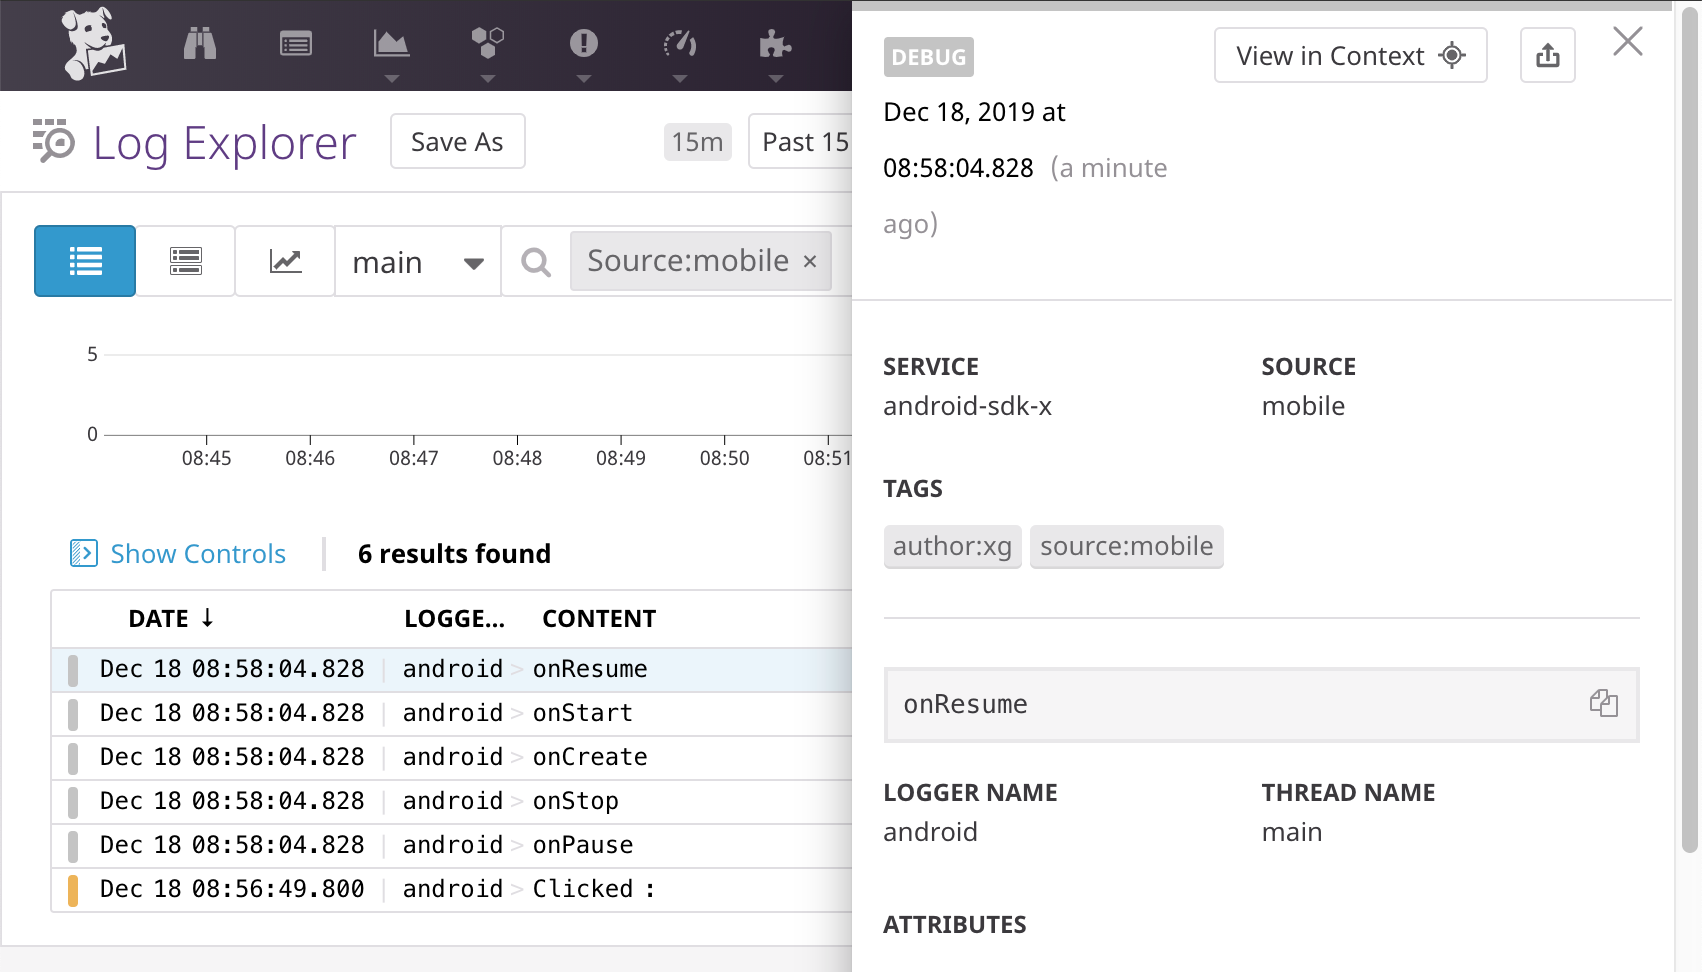 Log Explorer
Save As
15m
Past 15
main
Source:mobile ×
5
0
08:45 08:46 08:47 08:48 08:49 08:50 08:51
Show Controls
6 results found
DATE ↓ LOGGE... CONTENT
Dec 18 08:58:04.828 | android > onResume
Dec 18 08:58:04.828 | android > onStart
Dec 18 08:58:04.828 | android > onCreate
Dec 18 08:58:04.828 | android > onStop
Dec 18 08:58:04.828 | android > onPause
Dec 18 08:56:49.800 | android > Clicked :
DEBUG
View in Context
Dec 18, 2019 at
08:58:04.828 (a minute
ago)
SERVICE SOURCE
android-sdk-x mobile
TAGS
author:xg source:mobile
onResume
LOGGER NAME THREAD NAME
android main
ATTRIBUTES